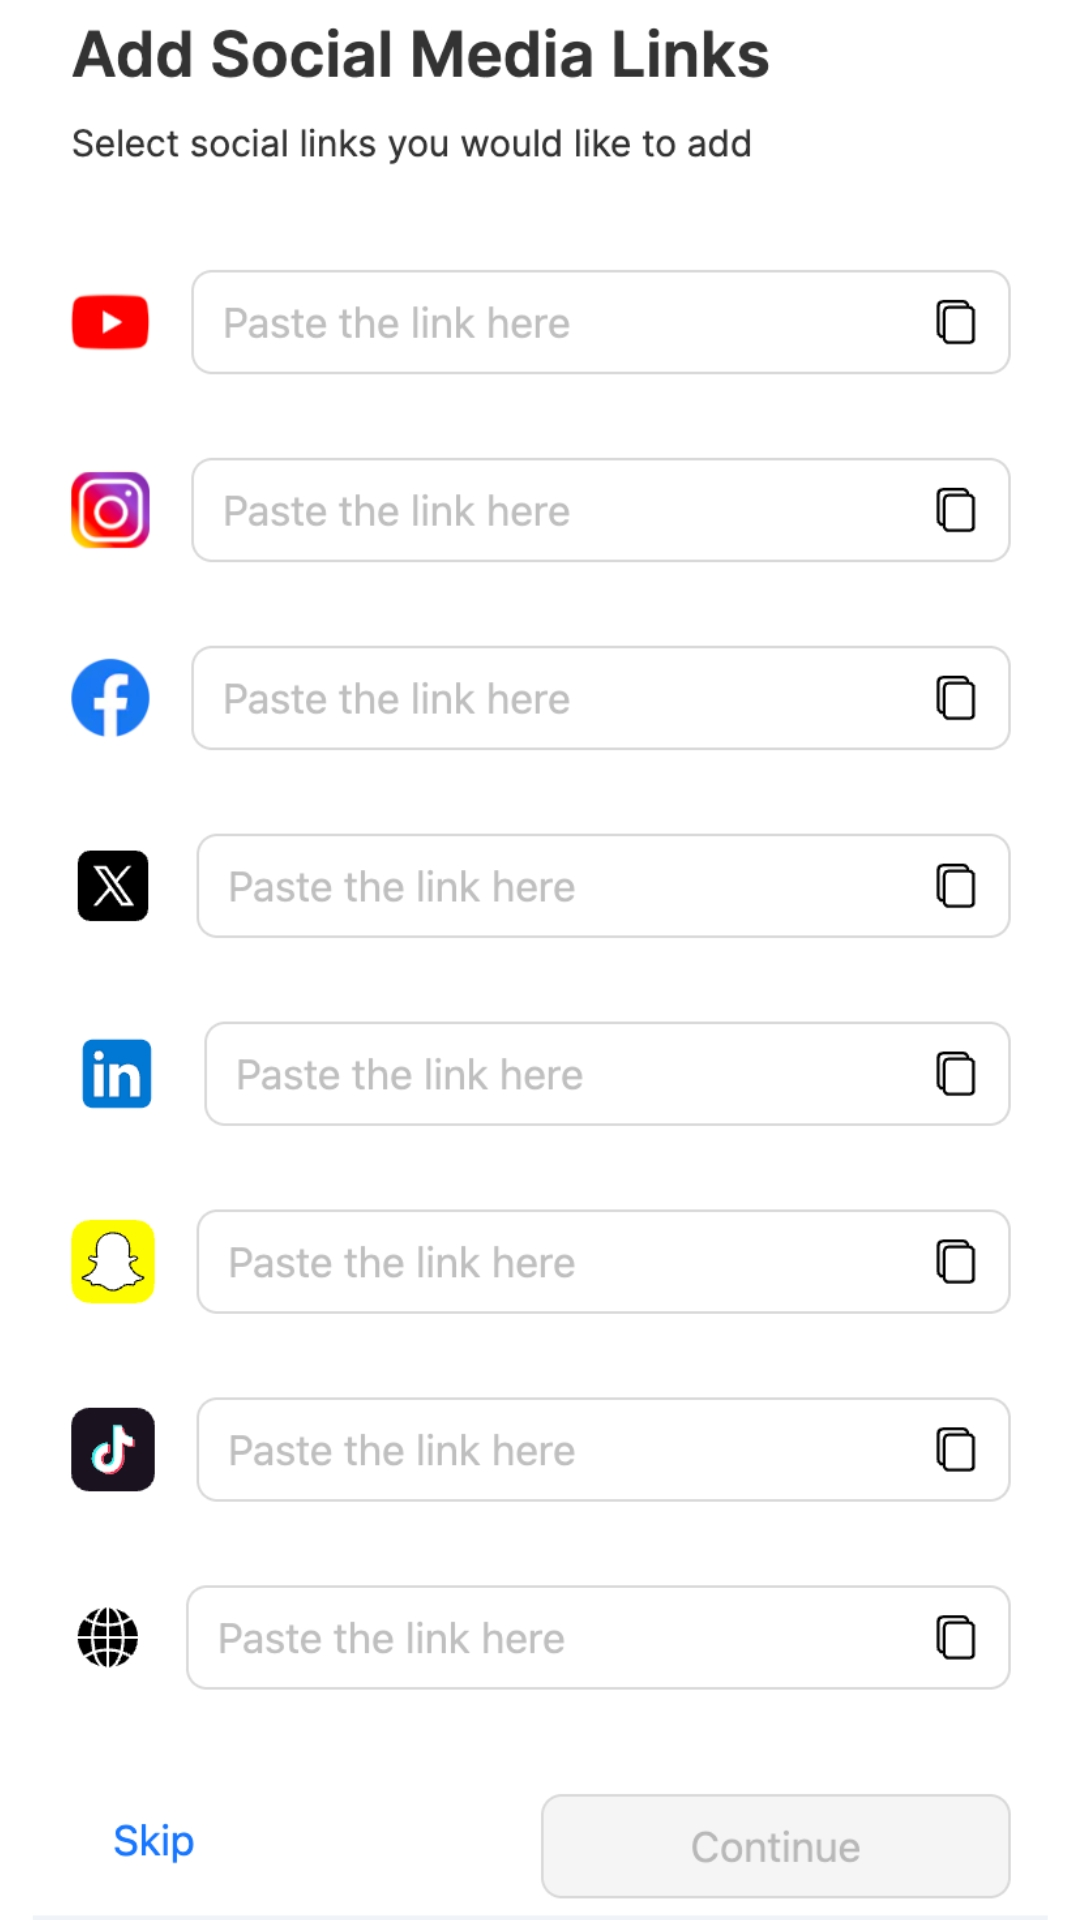 Add Social Media Links
Select social links you would like to add
Paste the link here
Paste the link here
Paste the link here
X Paste the link here
in Paste the link here
Paste the link here
Paste the link here
Paste the link here
Skip Continue